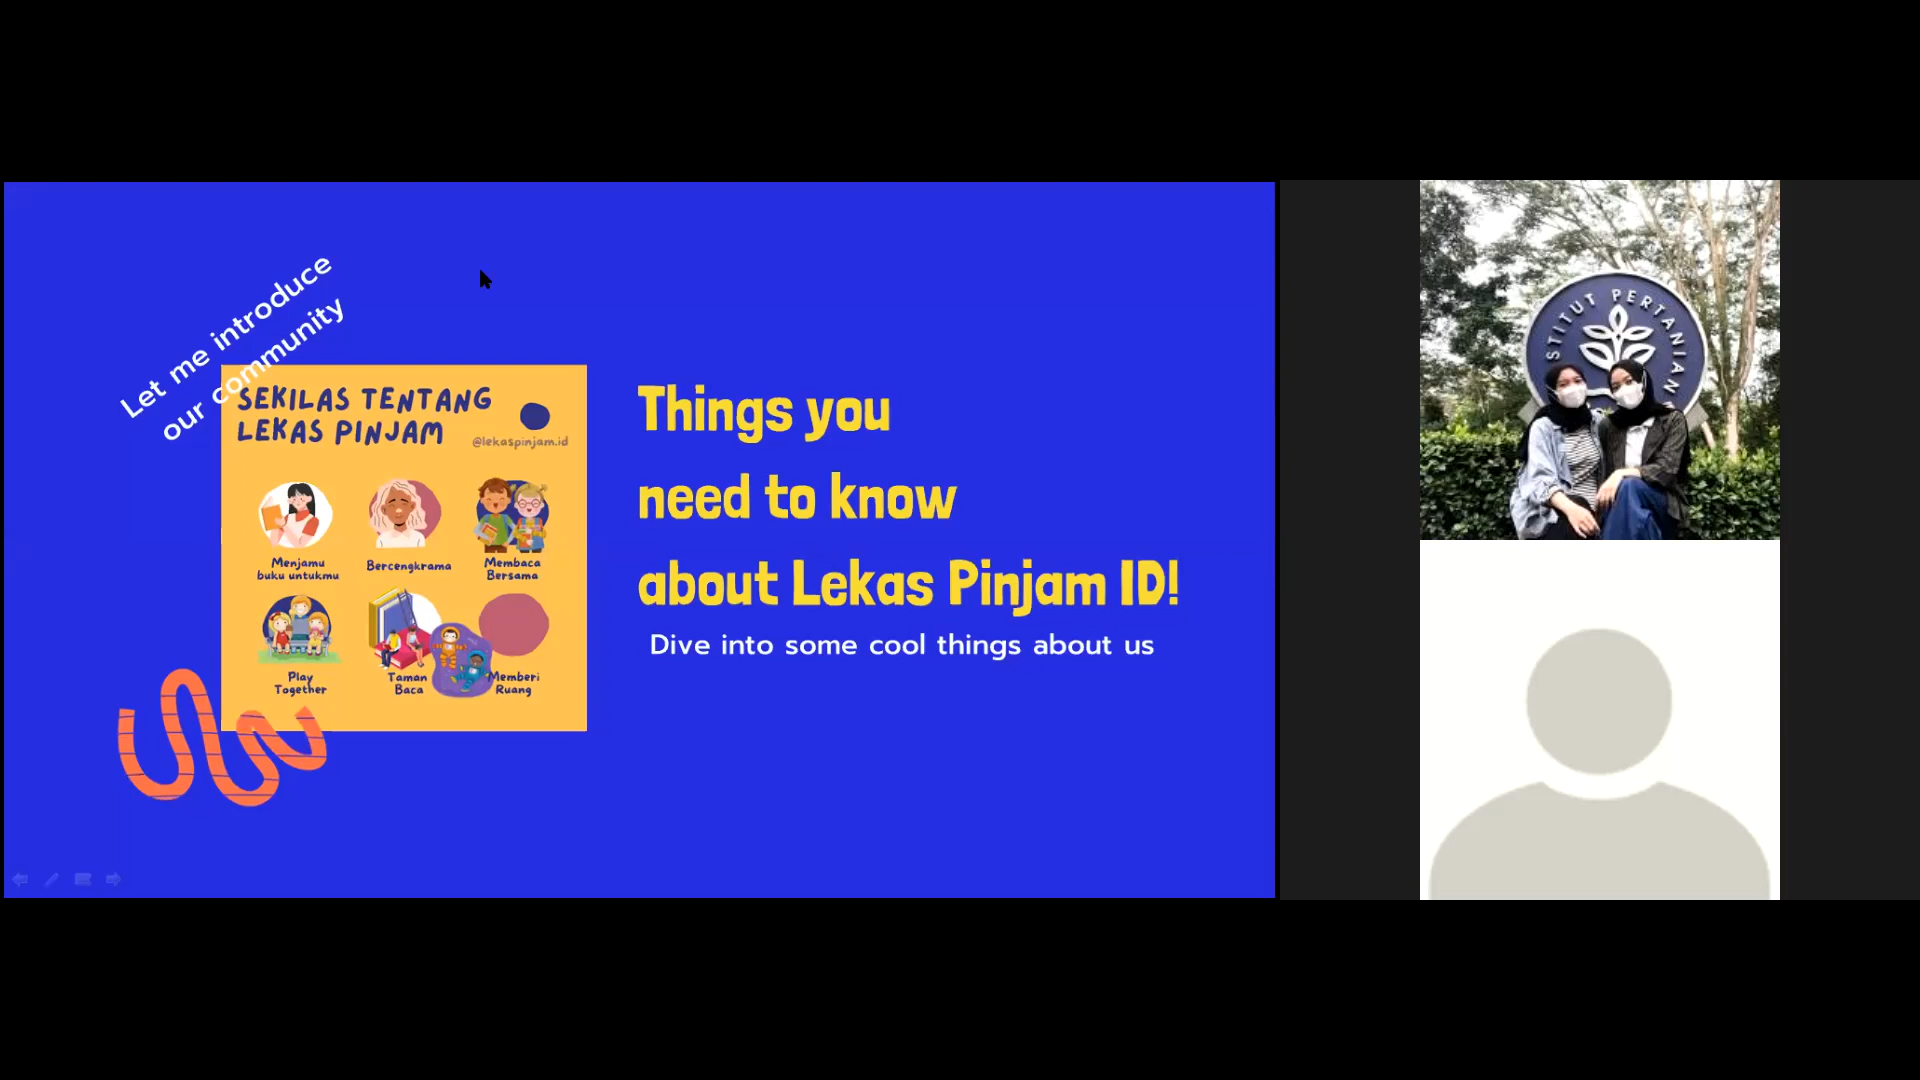 Let me introduce
our community
SEKILAS TENTANG
LEKAS PINJAM
@lekaspinjam.id
Menjamu
buku untukmu
Bercengkrama
Membaca
Bersama
Play
Together
Taman
Baca
Memberi
Ruang
Things you
need to know
about Lekas Pinjam ID!
Dive into some cool things about us
STITUT PERTANIAN